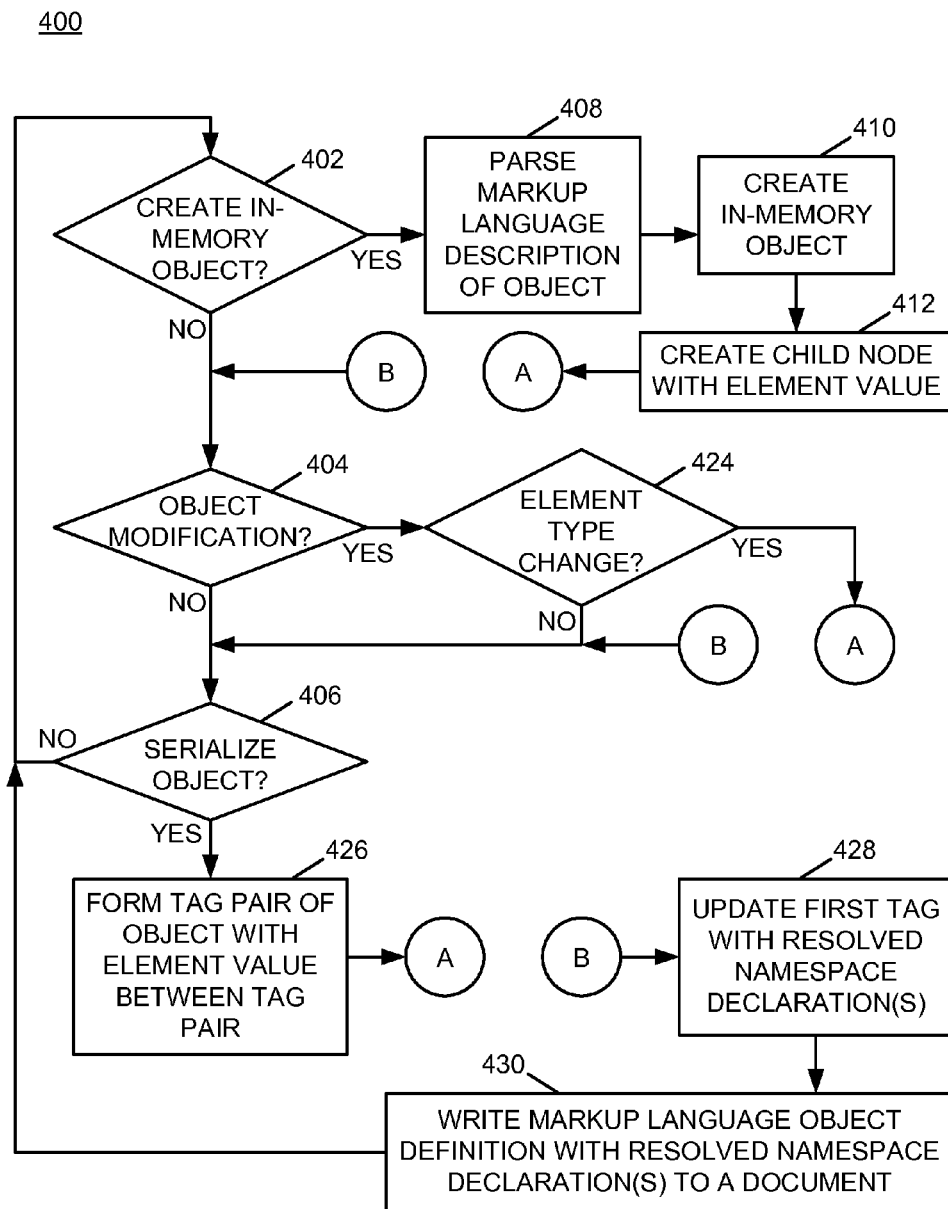 400
402
CREATE IN-
MEMORY
OBJECT?
YES
NO
408
PARSE
MARKUP
LANGUAGE
DESCRIPTION
OF OBJECT
410
CREATE
IN-MEMORY
OBJECT
412
CREATE CHILD NODE
WITH ELEMENT VALUE
A
B
404
OBJECT
MODIFICATION?
YES
NO
424
ELEMENT
TYPE
CHANGE?
YES
NO
B
A
406
SERIALIZE
OBJECT?
NO
YES
426
FORM TAG PAIR OF
OBJECT WITH
ELEMENT VALUE
BETWEEN TAG
PAIR
A
B
428
UPDATE FIRST TAG
WITH RESOLVED
NAMESPACE
DECLARATION(S)
430
WRITE MARKUP LANGUAGE OBJECT
DEFINITION WITH RESOLVED NAMESPACE
DECLARATION(S) TO A DOCUMENT